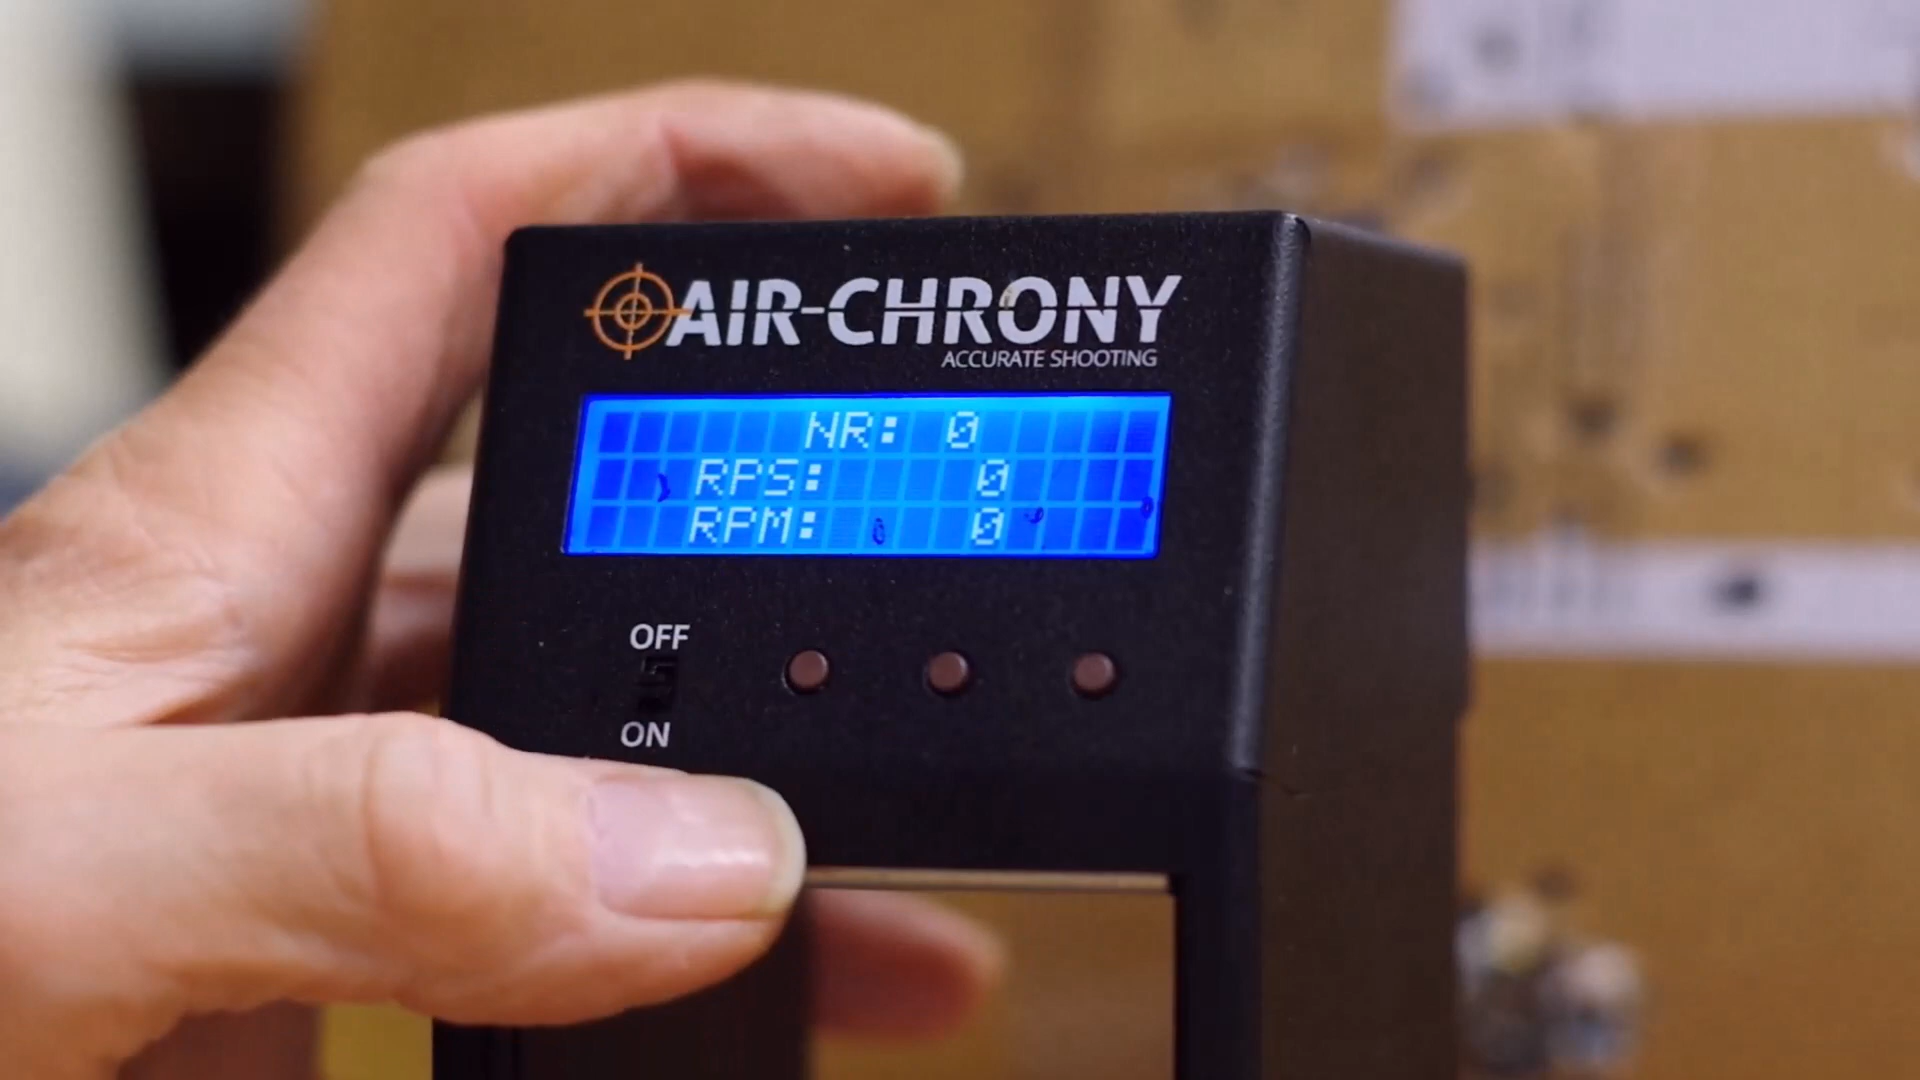 AIR-CHRONY
ACCURATE SHOOTING
NR: 0
RPS: 0
RPM: 0
OFF
ON